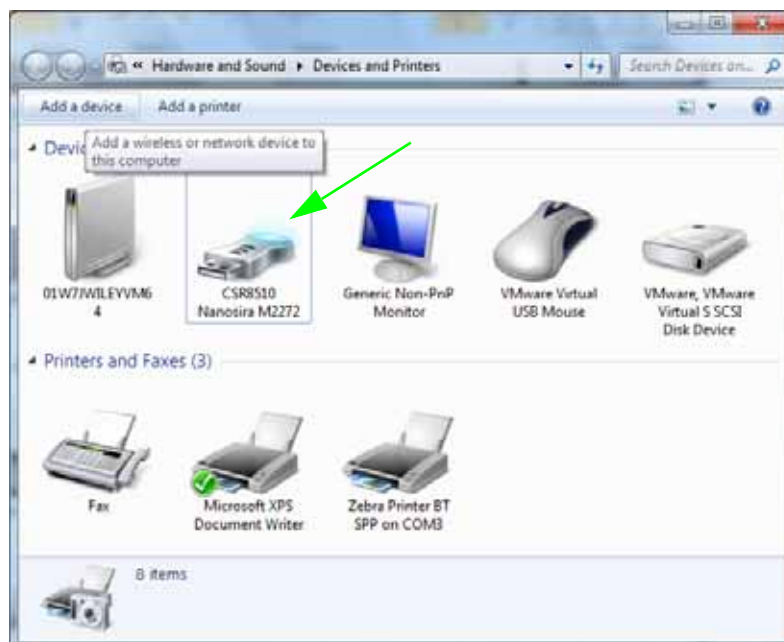 « Hardware and Sound ▸ Devices and Printers
Search Devices an...
Add a device Add a printer
Devic
Add a wireless or network device to
this computer
01W7JWILEYVM6
4
CSR8510
Nanosira M2272
Generic Non-PnP
Monitor
VMware Virtual
USB Mouse
VMware, VMware
Virtual S SCSI
Disk Device
Printers and Faxes (3)
Fax
Microsoft XPS
Document Writer
Zebra Printer BT
SPP on COM3
8 items